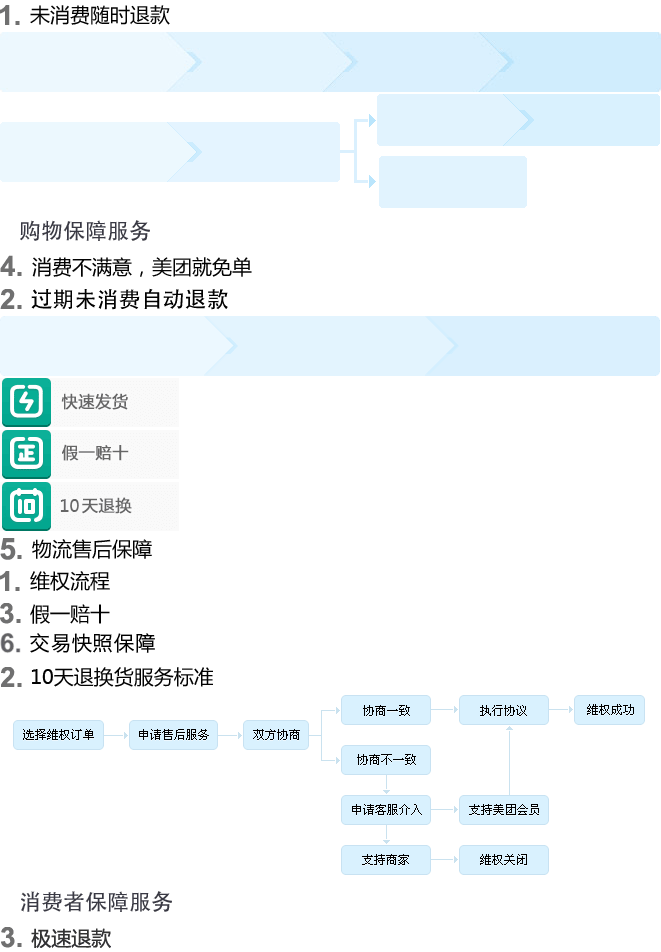 1. 未消费随时退款
购物保障服务
4. 消费不满意，美团就免单
2. 过期未消费自动退款
快速发货
正 假一赔十
10 10天退换
5. 物流售后保障
1. 维权流程
3. 假一赔十
6. 交易快照保障
2. 10天退换货服务标准
选择维权订单 申请售后服务 双方协商
协商一致 执行协议 维权成功
协商不一致
申请客服介入 支持美团会员
支持商家 维权关闭
消费者保障服务
3. 极速退款